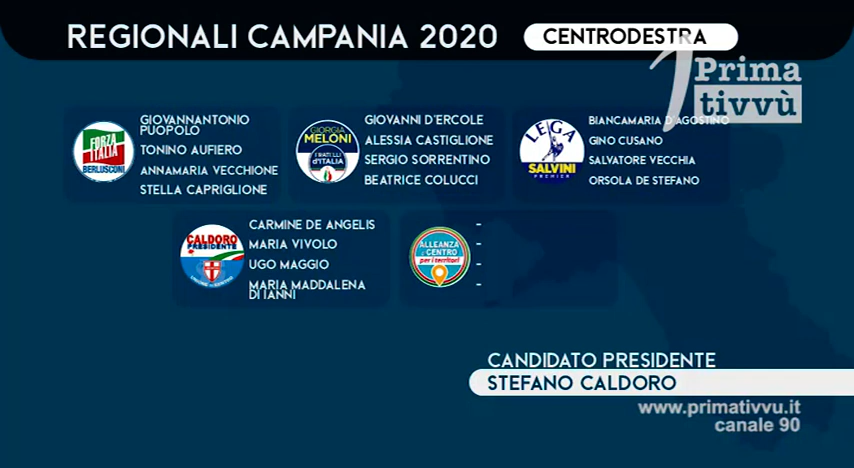 REGIONALI CAMPANIA 2020
CENTRODESTRA
Prima
tivvù
FORZA
ITALIA
BERLUSCONI
GIOVANNANTONIO
PUOPOLO
TONINO AUFIERO
ANNAMARIA VECCHIONE
STELLA CAPRIGLIONE
GIORGIA
MELONI
FRATELLI
d'ITALIA
GIOVANNI D'ERCOLE
ALESSIA CASTIGLIONE
SERGIO SORRENTINO
BEATRICE COLUCCI
LEGA
SALVINI
PREMIER
BIANCAMARIA D'AGOSTINO
GINO CUSANO
SALVATORE VECCHIA
ORSOLA DE STEFANO
CALDORO
PRESIDENTE
UNIONE DI CENTRO
CARMINE DE ANGELIS
MARIA VIVOLO
UGO MAGGIO
MARIA MADDALENA
DI IANNI
ALLEANZA
di CENTRO
per i territori
-
-
-
-
CANDIDATO PRESIDENTE
STEFANO CALDORO
www.primativvu.it
canale 90